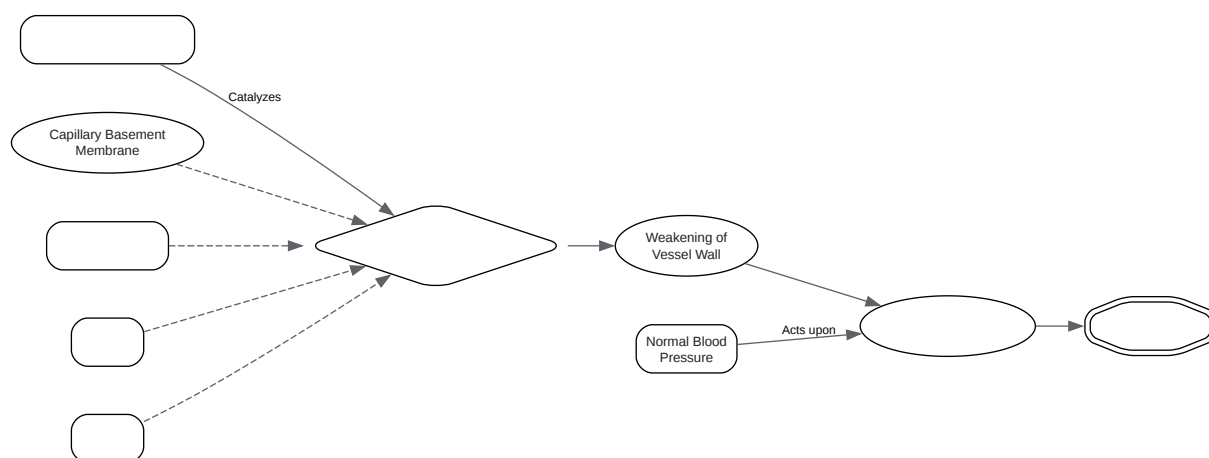 Catalyzes
Capillary Basement
Membrane
Weakening of
Vessel Wall
Normal Blood
Pressure
Acts upon